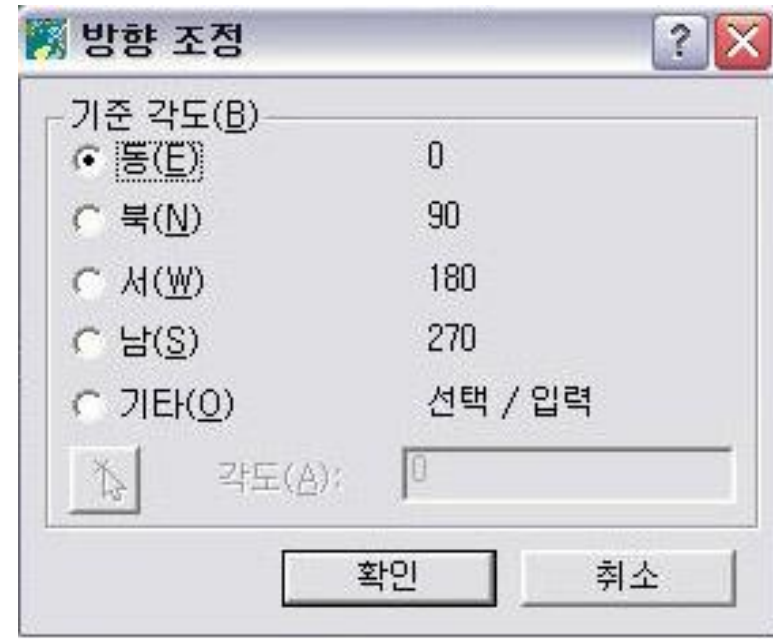 방향 조정
기준 각도(B)
동(E) 0
북(N) 90
서(W) 180
남(S) 270
기타(O) 선택 / 입력
각도(A): 0
확인 취소